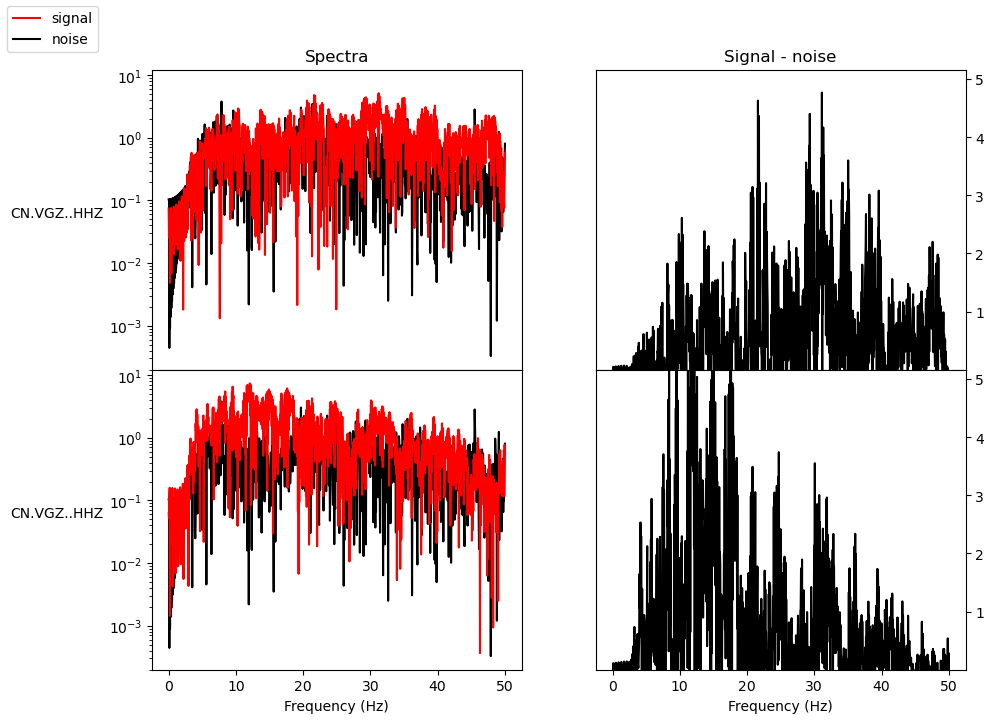 signal
noise
Spectra
Signal - noise
10¹
10⁰
10⁻¹
10⁻²
10⁻³
CN.VGZ..HHZ
5
4
3
2
1
10¹
10⁰
10⁻¹
10⁻²
10⁻³
CN.VGZ..HHZ
5
4
3
2
1
0 10 20 30 40 50
0 10 20 30 40 50
Frequency (Hz)
Frequency (Hz)